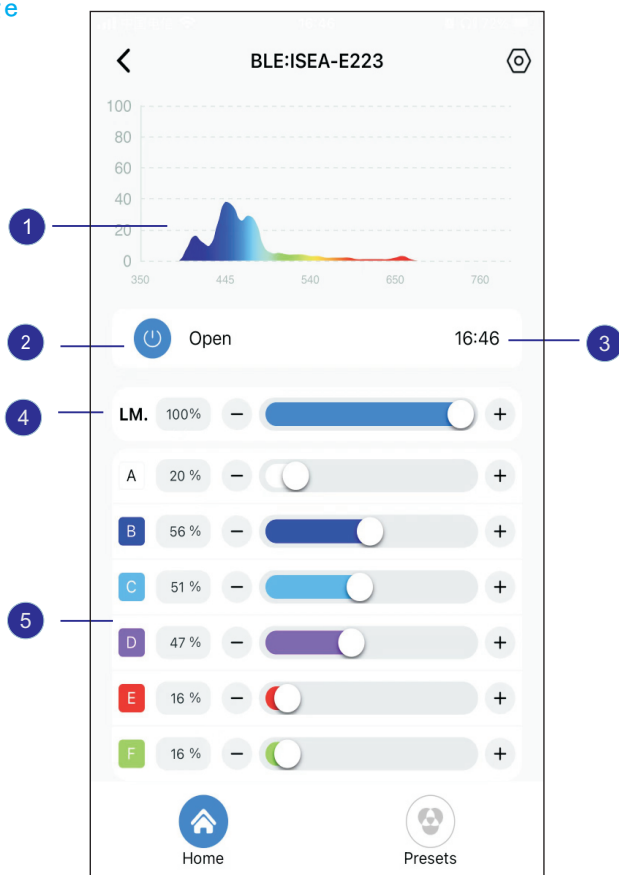 e
BLE:ISEA-E223
100
80
60
40
20
0
350 445 540 650 760
1
2
Open 16:46
3
4
LM. 100% − +
A 20 % − +
B 56 % − +
C 51 % − +
5
D 47 % − +
E 16 % − +
F 16 % − +
Home Presets